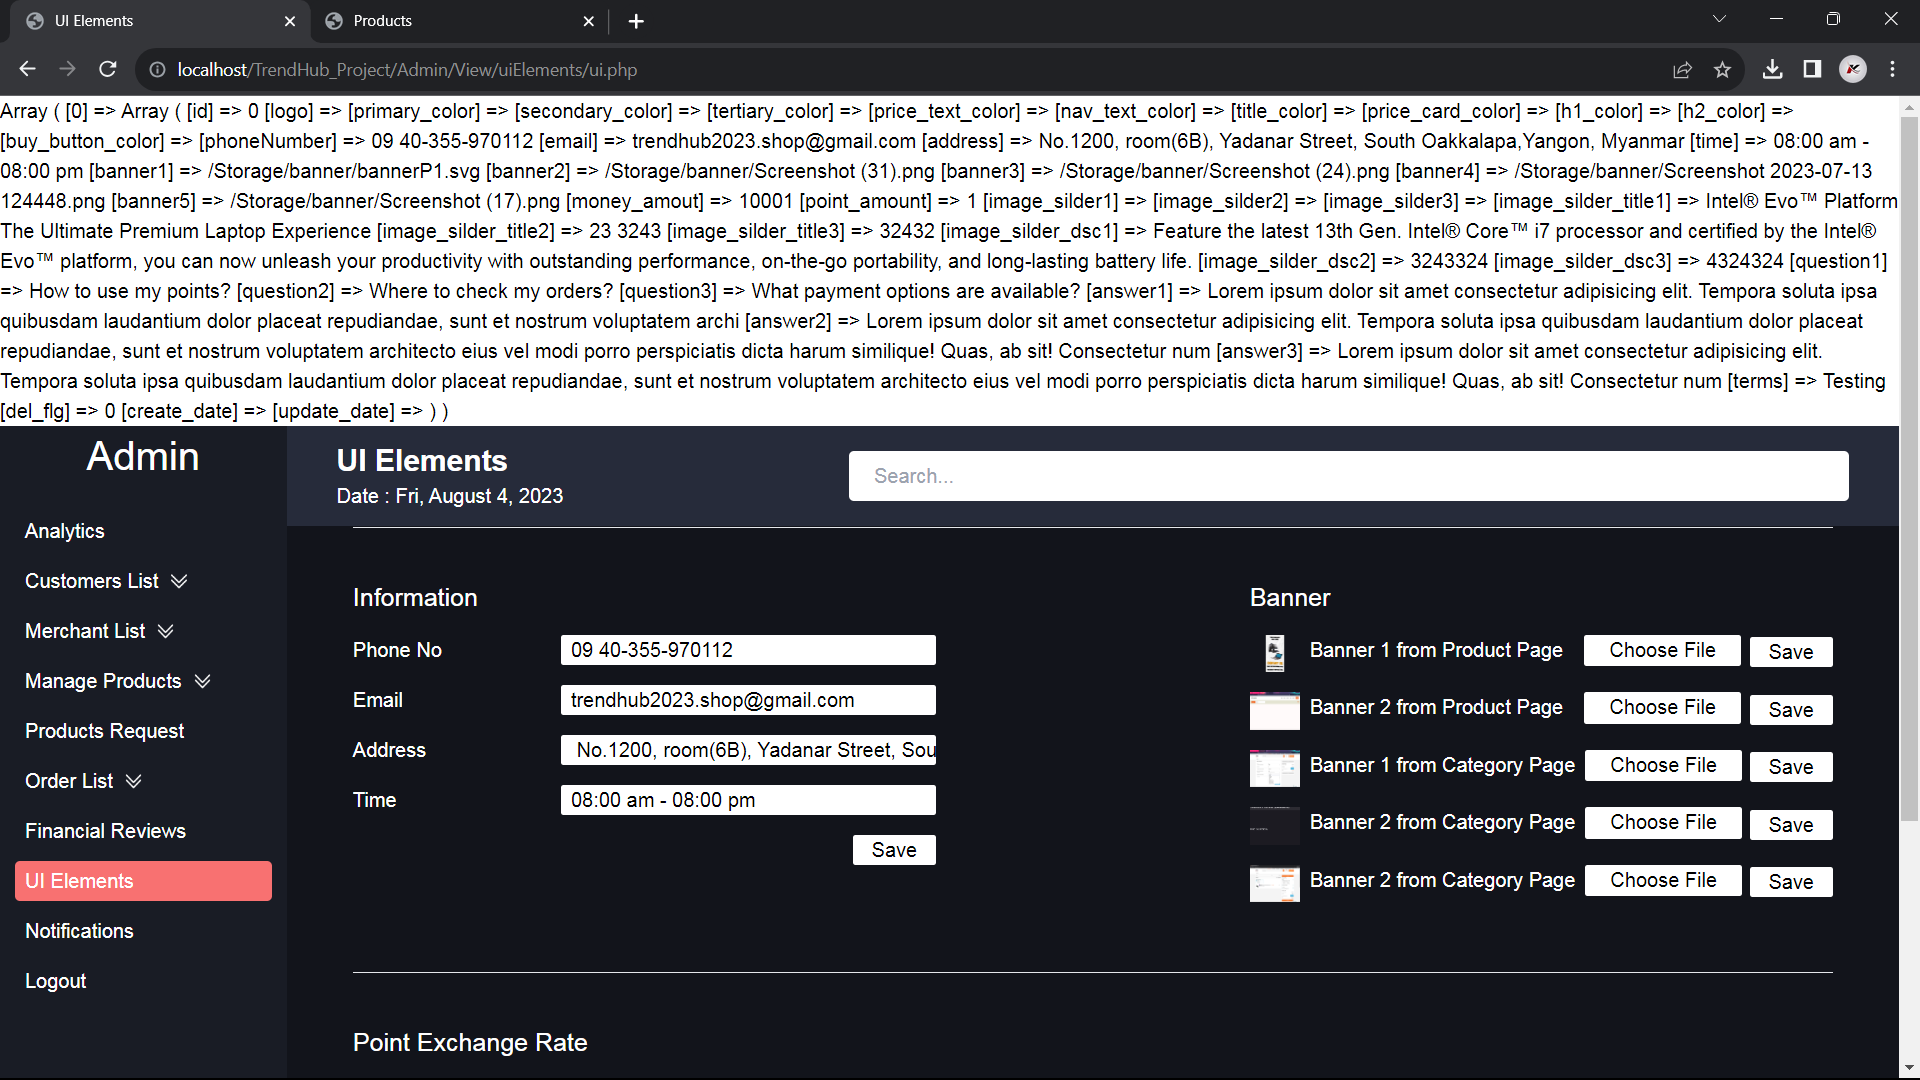 UI Elements
Products
localhost/TrendHub_Project/Admin/View/uiElements/ui.php
Array ( [0] => Array ( [id] => 0 [logo] => [primary_color] => [secondary_color] => [tertiary_color] => [price_text_color] => [nav_text_color] => [title_color] => [price_card_color] => [h1_color] => [h2_color] =>
[buy_button_color] => [phoneNumber] => 09 40-355-970112 [email] => trendhub2023.shop@gmail.com [address] => No.1200, room(6B), Yadanar Street, South Oakkalapa,Yangon, Myanmar [time] => 08:00 am -
08:00 pm [banner1] => /Storage/banner/bannerP1.svg [banner2] => /Storage/banner/Screenshot (31).png [banner3] => /Storage/banner/Screenshot (24).png [banner4] => /Storage/banner/Screenshot 2023-07-13
124448.png [banner5] => /Storage/banner/Screenshot (17).png [money_amout] => 10001 [point_amount] => 1 [image_silder1] => [image_silder2] => [image_silder3] => [image_silder_title1] => Intel® Evo™ Platform
The Ultimate Premium Laptop Experience [image_silder_title2] => 23 3243 [image_silder_title3] => 32432 [image_silder_dsc1] => Feature the latest 13th Gen. Intel® Core™ i7 processor and certified by the Intel®
Evo™ platform, you can now unleash your productivity with outstanding performance, on-the-go portability, and long-lasting battery life. [image_silder_dsc2] => 3243324 [image_silder_dsc3] => 4324324 [question1]
=> How to use my points? [question2] => Where to check my orders? [question3] => What payment options are available? [answer1] => Lorem ipsum dolor sit amet consectetur adipisicing elit. Tempora soluta ipsa
quibusdam laudantium dolor placeat repudiandae, sunt et nostrum voluptatem archi [answer2] => Lorem ipsum dolor sit amet consectetur adipisicing elit. Tempora soluta ipsa quibusdam laudantium dolor placeat
repudiandae, sunt et nostrum voluptatem architecto eius vel modi porro perspiciatis dicta harum similique! Quas, ab sit! Consectetur num [answer3] => Lorem ipsum dolor sit amet consectetur adipisicing elit.
Tempora soluta ipsa quibusdam laudantium dolor placeat repudiandae, sunt et nostrum voluptatem architecto eius vel modi porro perspiciatis dicta harum similique! Quas, ab sit! Consectetur num [terms] => Testing
[del_flg] => 0 [create_date] => [update_date] => ) )
Admin
Analytics
Customers List
Merchant List
Manage Products
Products Request
Order List
Financial Reviews
UI Elements
Notifications
Logout
UI Elements
Date : Fri, August 4, 2023
Search...
Information
Phone No 09 40-355-970112
Email trendhub2023.shop@gmail.com
Address No.1200, room(6B), Yadanar Street, Sou
Time 08:00 am - 08:00 pm
Save
Banner
Banner 1 from Product Page Choose File Save
Banner 2 from Product Page Choose File Save
Banner 1 from Category Page Choose File Save
Banner 2 from Category Page Choose File Save
Banner 2 from Category Page Choose File Save
Point Exchange Rate